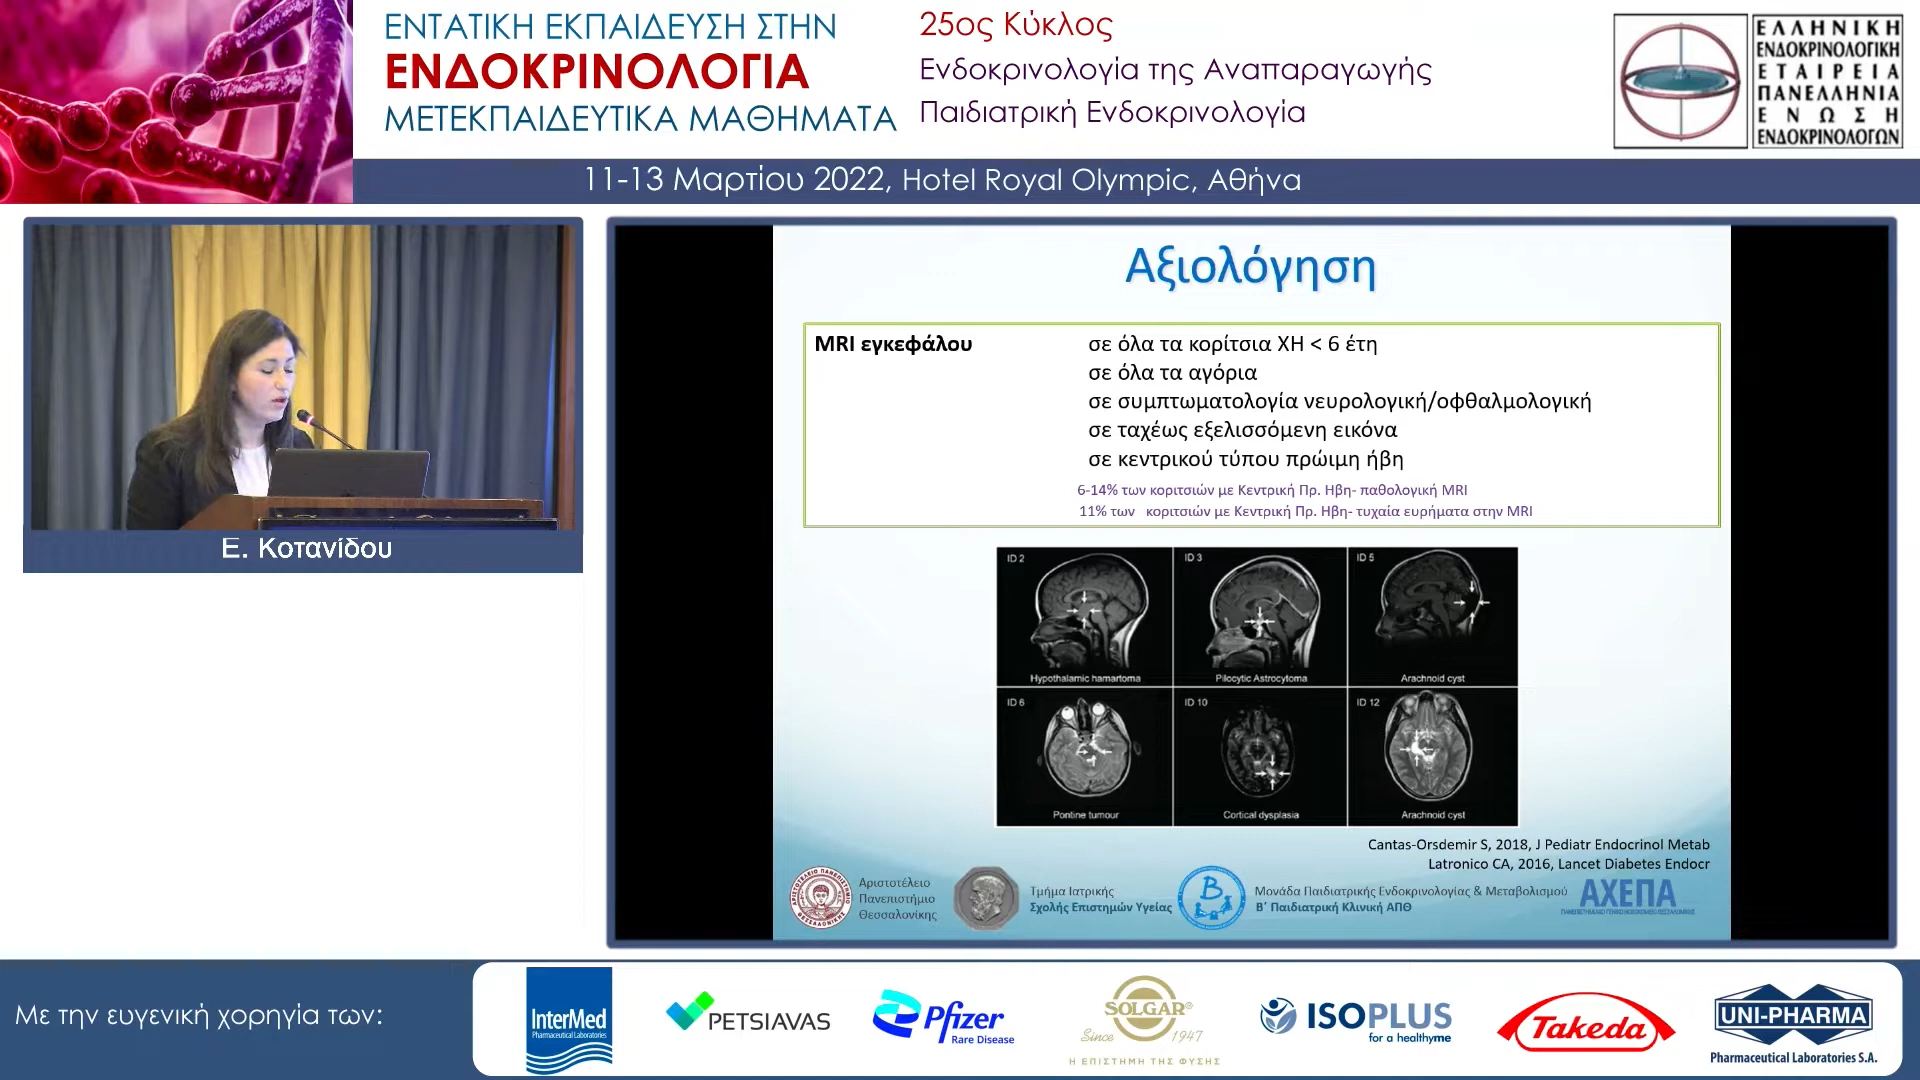 ΕΝΤΑΤΙΚΗ ΕΚΠΑΙΔΕΥΣΗ ΣΤΗΝ
ΕΝΔΟΚΡΙΝΟΛΟΓΙΑ
ΜΕΤΕΚΠΑΙΔΕΥΤΙΚΑ ΜΑΘΗΜΑΤΑ
25ος Κύκλος
Ενδοκρινολογία της Αναπαραγωγής
Παιδιατρική Ενδοκρινολογία
ΕΛΛΗΝΙΚΗ
ΕΝΔΟΚΡΙΝΟΛΟΓΙΚΗ
ΕΤΑΙΡΕΙΑ
ΠΑΝΕΛΛΗΝΙΑ
ΕΝΩΣΗ
ΕΝΔΟΚΡΙΝΟΛΟΓΩΝ
11-13 Μαρτίου 2022, Hotel Royal Olympic, Αθήνα
Ε. Κοτανίδου
Αξιολόγηση
MRI εγκεφάλου σε όλα τα κορίτσια ΧΗ < 6 έτη
σε όλα τα αγόρια
σε συμπτωματολογία νευρολογική/οφθαλμολογική
σε ταχέως εξελισσόμενη εικόνα
σε κεντρικού τύπου πρώιμη ήβη
6-14% των κοριτσιών με Κεντρική Πρ. Ηβη- παθολογική MRI
11% των κοριτσιών με Κεντρική Πρ. Ηβη- τυχαία ευρήματα στην MRI
ID 2 ID 3 ID 5
Hypothalamic hamartoma Pilocytic Astrocytoma Arachnoid cyst
ID 6 ID 10 ID 12
Pontine tumour Cortical dysplasia Arachnoid cyst
Cantas-Orsdemir S, 2018, J Pediatr Endocrinol Metab
Latronico CA, 2016, Lancet Diabetes Endocr
Αριστοτέλειο
Πανεπιστήμιο
Θεσσαλονίκης
Τμήμα Ιατρικής
Σχολής Επιστημών Υγείας
Μονάδα Παιδιατρικής Ενδοκρινολογίας & Μεταβολισμού
Β΄ Παιδιατρική Κλινική ΑΠΘ
ΑΧΕΠΑ
Με την ευγενική χορηγία των:
InterMed
Pharmaceutical Laboratories
PETSIAVAS
Pfizer
Rare Disease
SOLGAR®
Since 1947
Η ΕΠΙΣΤΗΜΗ ΤΗΣ ΦΥΣΗΣ
ISOPLUS
for a healthyme
Takeda
UNI-PHARMA
Pharmaceutical Laboratories S.A.